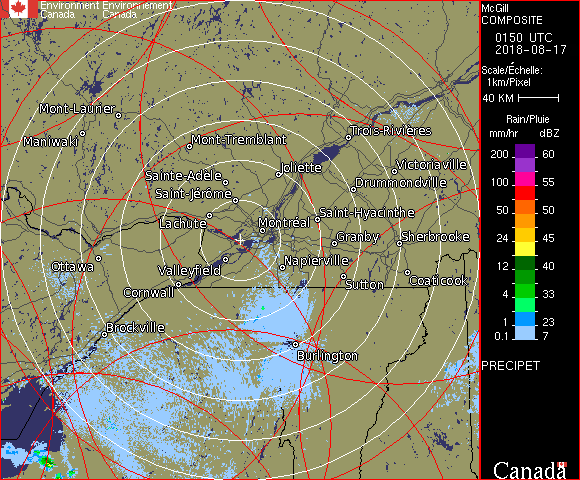 Environment Environnement
Canada Canada
McGill
COMPOSITE
0150 UTC
2018-08-17
Scale/Échelle:
1km/Pixel
40 KM
Rain/Pluie
mm/hr dBZ
200 60
100 55
50 50
24 45
12 40
4 33
1 23
0.1 7
PRECIPET
Canada
Mont-Laurier
Maniwaki
Mont-Tremblant
Trois-Rivières
Sainte-Adèle
Joliette
Victoriaville
Saint-Jérôme
Drummondville
Lachute
Montréal
Saint-Hyacinthe
Granby
Sherbrooke
Ottawa
Valleyfield
Napierville
Cornwall
Sutton
Coaticook
Brockville
Burlington